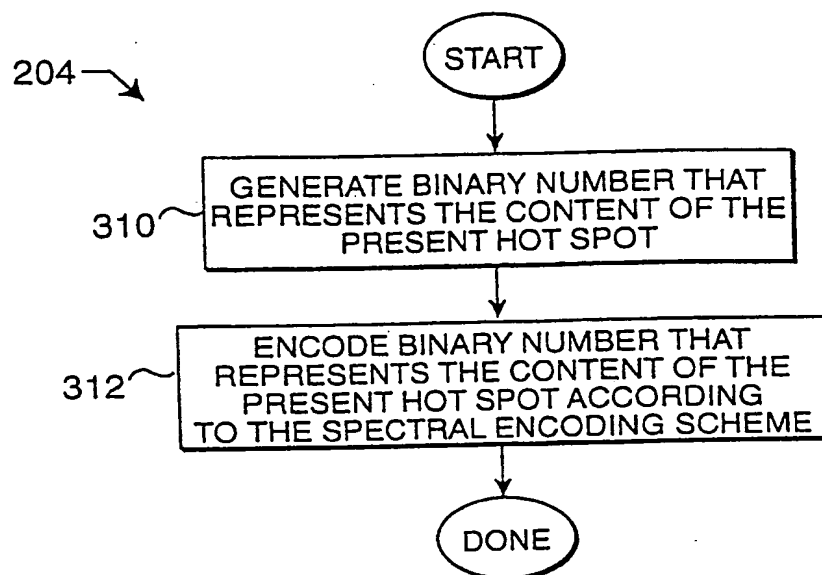 START
204
GENERATE BINARY NUMBER THAT
REPRESENTS THE CONTENT OF THE
PRESENT HOT SPOT.
310
ENCODE BINARY NUMBER THAT
REPRESENTS THE CONTENT OF THE
PRESENT HOT SPOT ACCORDING
TO THE SPECTRAL ENCODING SCHEME
312
DONE